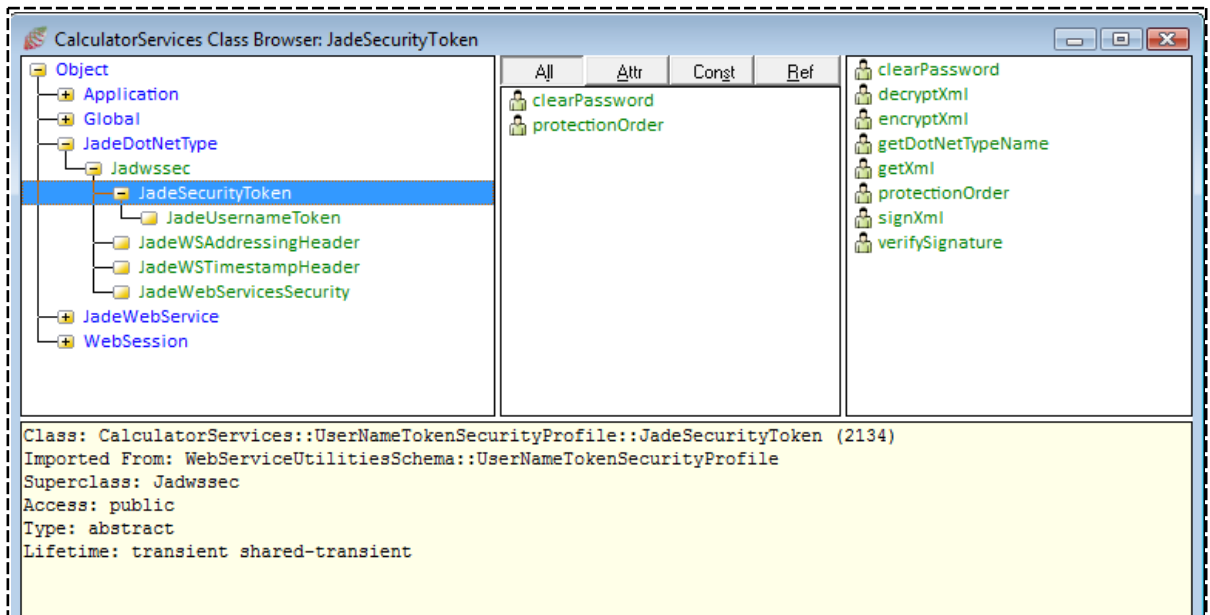 CalculatorServices Class Browser: JadeSecurityToken
Object
Application
Global
JadeDotNetType
Jadwssec
JadeSecurityToken
JadeUsernameToken
JadeWSAddressingHeader
JadeWSTimestampHeader
JadeWebServicesSecurity
JadeWebService
WebSession
All Attr Const Ref
clearPassword
protectionOrder
clearPassword
decryptXml
encryptXml
getDotNetTypeName
getXml
protectionOrder
signXml
verifySignature
Class: CalculatorServices::UserNameTokenSecurityProfile::JadeSecurityToken (2134)
Imported From: WebServiceUtilitiesSchema::UserNameTokenSecurityProfile
Superclass: Jadwssec
Access: public
Type: abstract
Lifetime: transient shared-transient